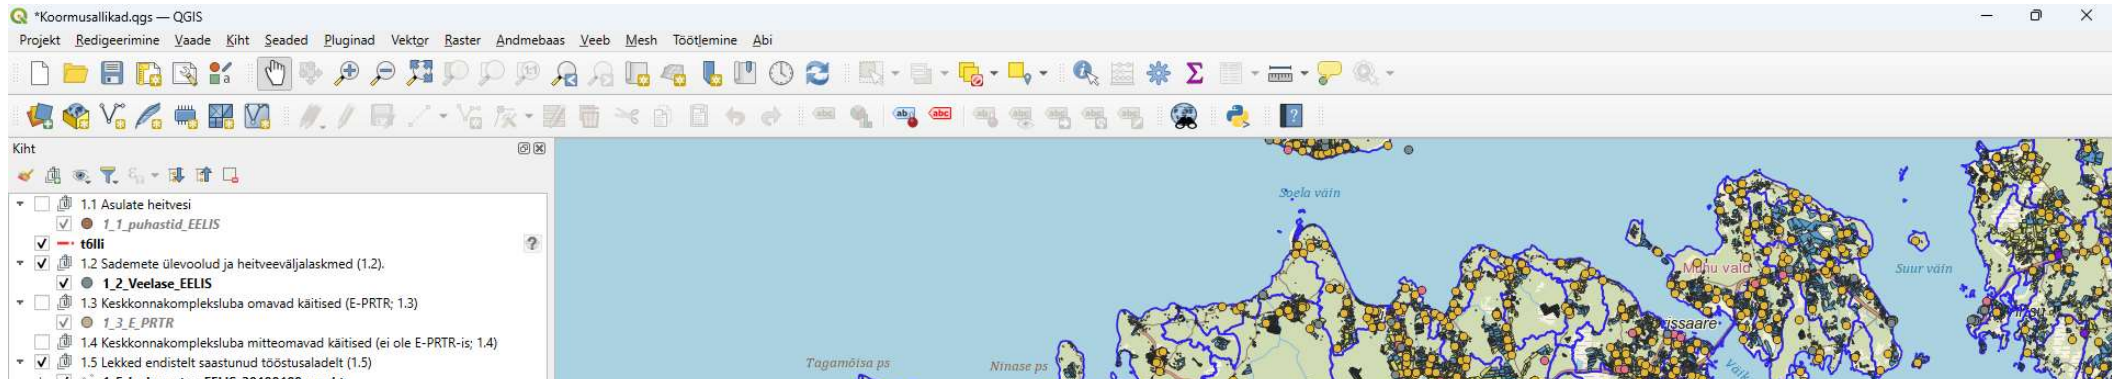 *Koormusallikad.qgs — QGIS
Projekt Redigeerimine Vaade Kiht Seaded Pluginad Vektor Raster Andmebaas Veeb Mesh Töötlemine Abi
Kiht
1.1 Asulate heitvesi
1_1_puhastid_EELIS
t6lli
1.2 Sademete ülevoolud ja heitveeväljalaskmed (1.2).
1_2_Veelase_EELIS
1.3 Keskkonnakompleksluba omavad käitised (E-PRTR; 1.3)
1_3_E_PRTR
1.4 Keskkonnakompleksluba mitteomavad käitised (ei ole E-PRTR-is; 1.4)
1.5 Lekked endistelt saastunud tööstusaladelt (1.5)
Soela väin
Muhu vald
Suur väin
rissaare
Tagamõisa ps
Ninase ps
Väik